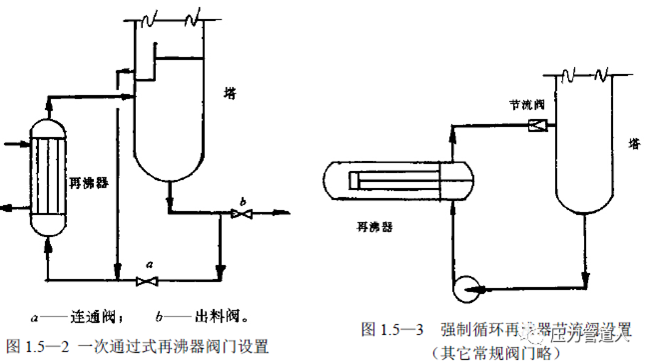 塔
再沸器
b
a
a——连通阀； b——出料阀。
图 1.5—2 一次通过式再沸器阀门设置
节流阀
塔
再沸器
图 1.5—3 强制循环再沸器节流阀设置
（其它常规阀门略）
压力管道人